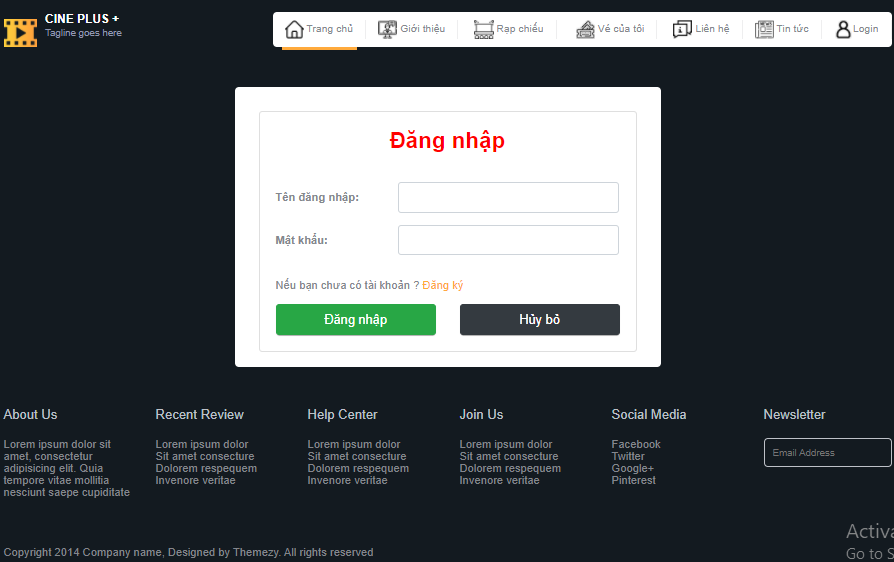 CINE PLUS +
Tagline goes here
Trang chủ
Giới thiệu
Rạp chiếu
Vé của tôi
Liên hệ
Tin tức
Login
Đăng nhập
Tên đăng nhập:
Mật khẩu:
Nếu bạn chưa có tài khoản ? Đăng ký
Đăng nhập
Hủy bỏ
About Us
Lorem ipsum dolor sit
amet, consectetur
adipisicing elit. Quia
tempore vitae mollitia
nesciunt saepe cupiditate
Recent Review
Lorem ipsum dolor
Sit amet consecture
Dolorem respequem
Invenore veritae
Help Center
Lorem ipsum dolor
Sit amet consecture
Dolorem respequem
Invenore veritae
Join Us
Lorem ipsum dolor
Sit amet consecture
Dolorem respequem
Invenore veritae
Social Media
Facebook
Twitter
Google+
Pinterest
Newsletter
Email Address
Activa
Go to S
Copyright 2014 Company name, Designed by Themezy. All rights reserved